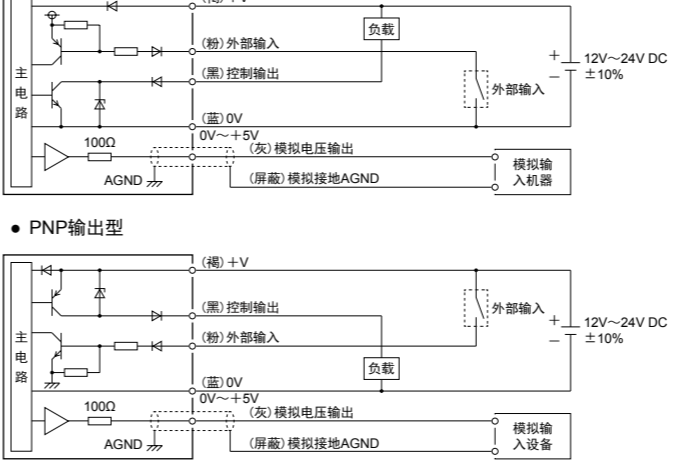 (褐)+V
负载
(粉)外部输入
主电路
(黑)控制输出
外部输入
+
−
12V～24V DC
±10%
(蓝)0V
0V～+5V
100Ω
(灰)模拟电压输出
AGND
(屏蔽)模拟接地AGND
模拟输
入机器
● PNP输出型
(褐)+V
(黑)控制输出
外部输入
+
−
12V～24V DC
±10%
主电路
(粉)外部输入
负载
(蓝)0V
0V～+5V
100Ω
(灰)模拟电压输出
AGND
(屏蔽)模拟接地AGND
模拟输
入设备